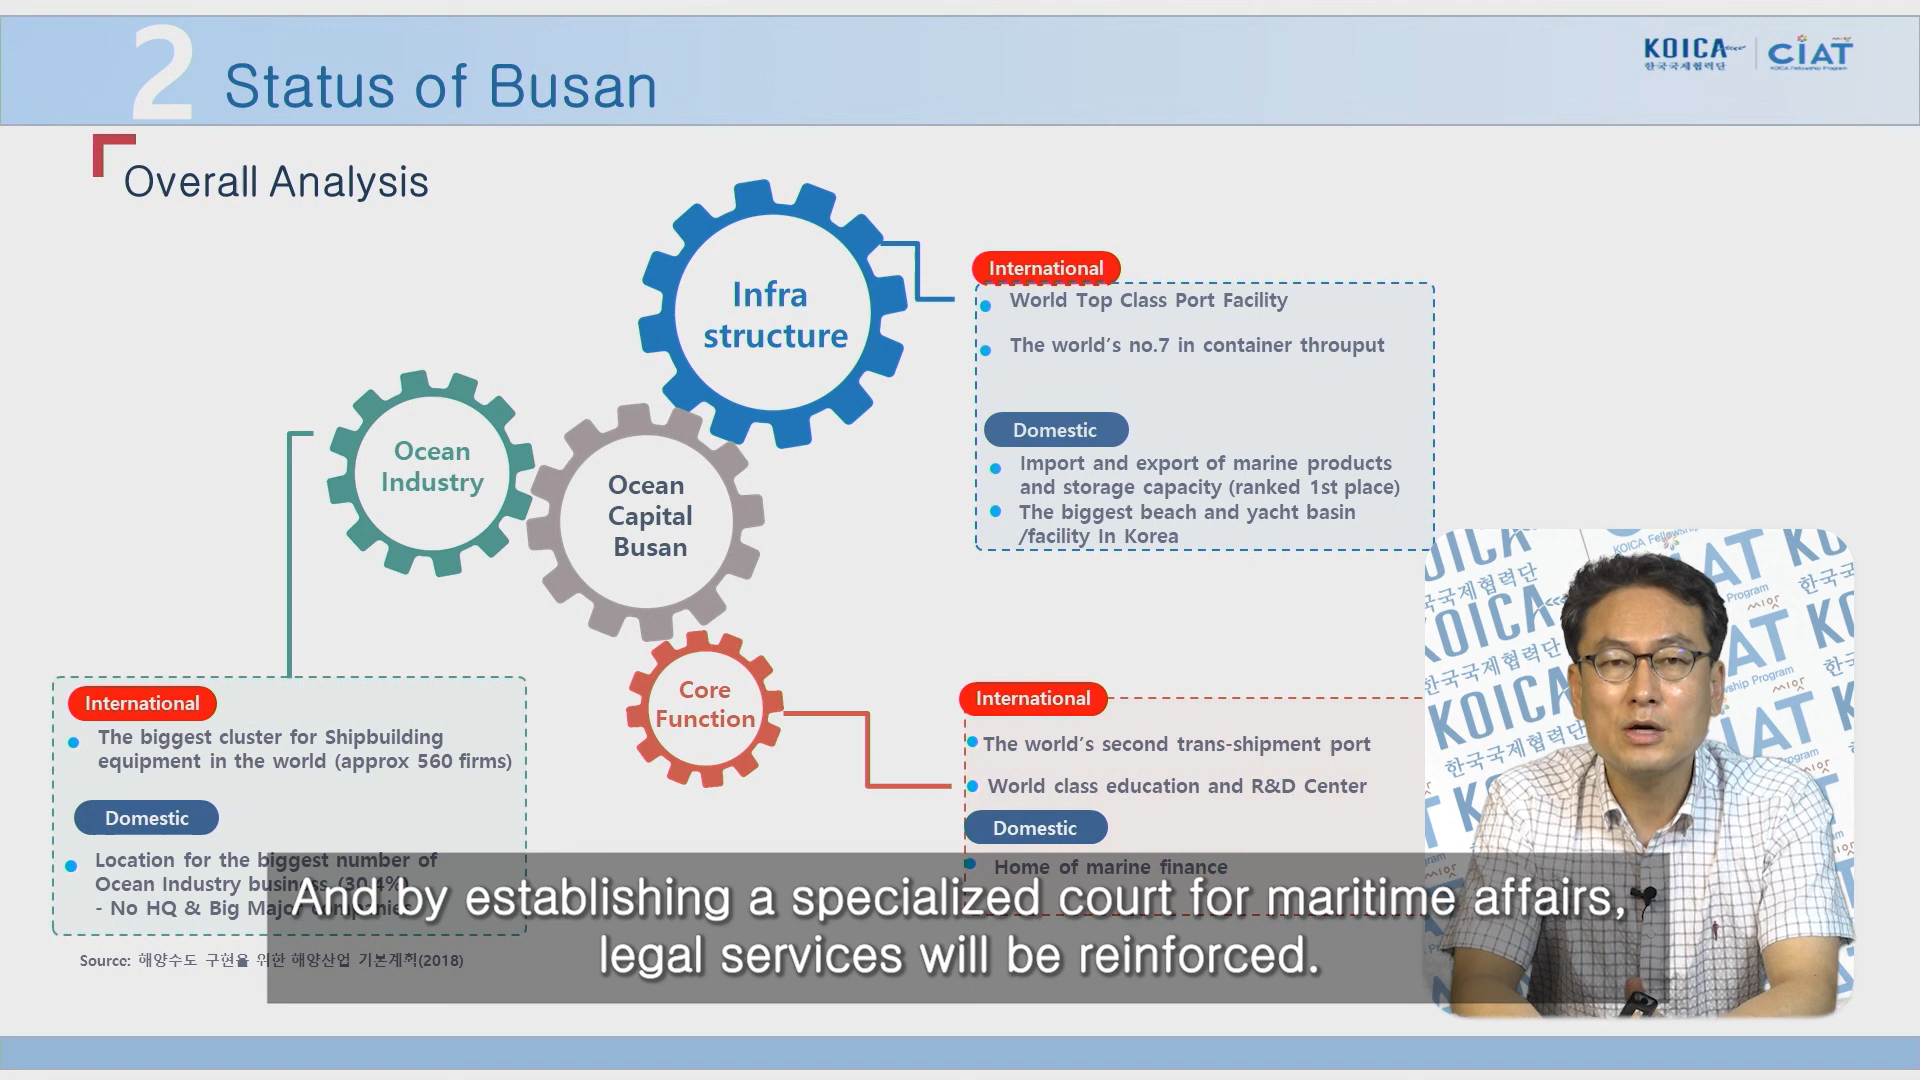 2 Status of Busan
KOICA
한국국제협력단
CIAT
씨앗
KOICA Fellowship Program
Overall Analysis
Infra
structure
International
World Top Class Port Facility
The world's no.7 in container throuput
Domestic
Import and export of marine products
and storage capacity (ranked 1st place)
The biggest beach and yacht basin
/facility In Korea
Ocean
Industry
Ocean
Capital
Busan
Core
Function
International
The biggest cluster for Shipbuilding
equipment in the world (approx 560 firms)
Domestic
Location for the biggest number of
Ocean Industry business (30.4%)
- No HQ & Big Major companies
Source: 해양수도 구현을 위한 해양산업 기본계획(2018)
International
The world's second trans-shipment port
World class education and R&D Center
Domestic
Home of marine finance
And by establishing a specialized court for maritime affairs,
legal services will be reinforced.